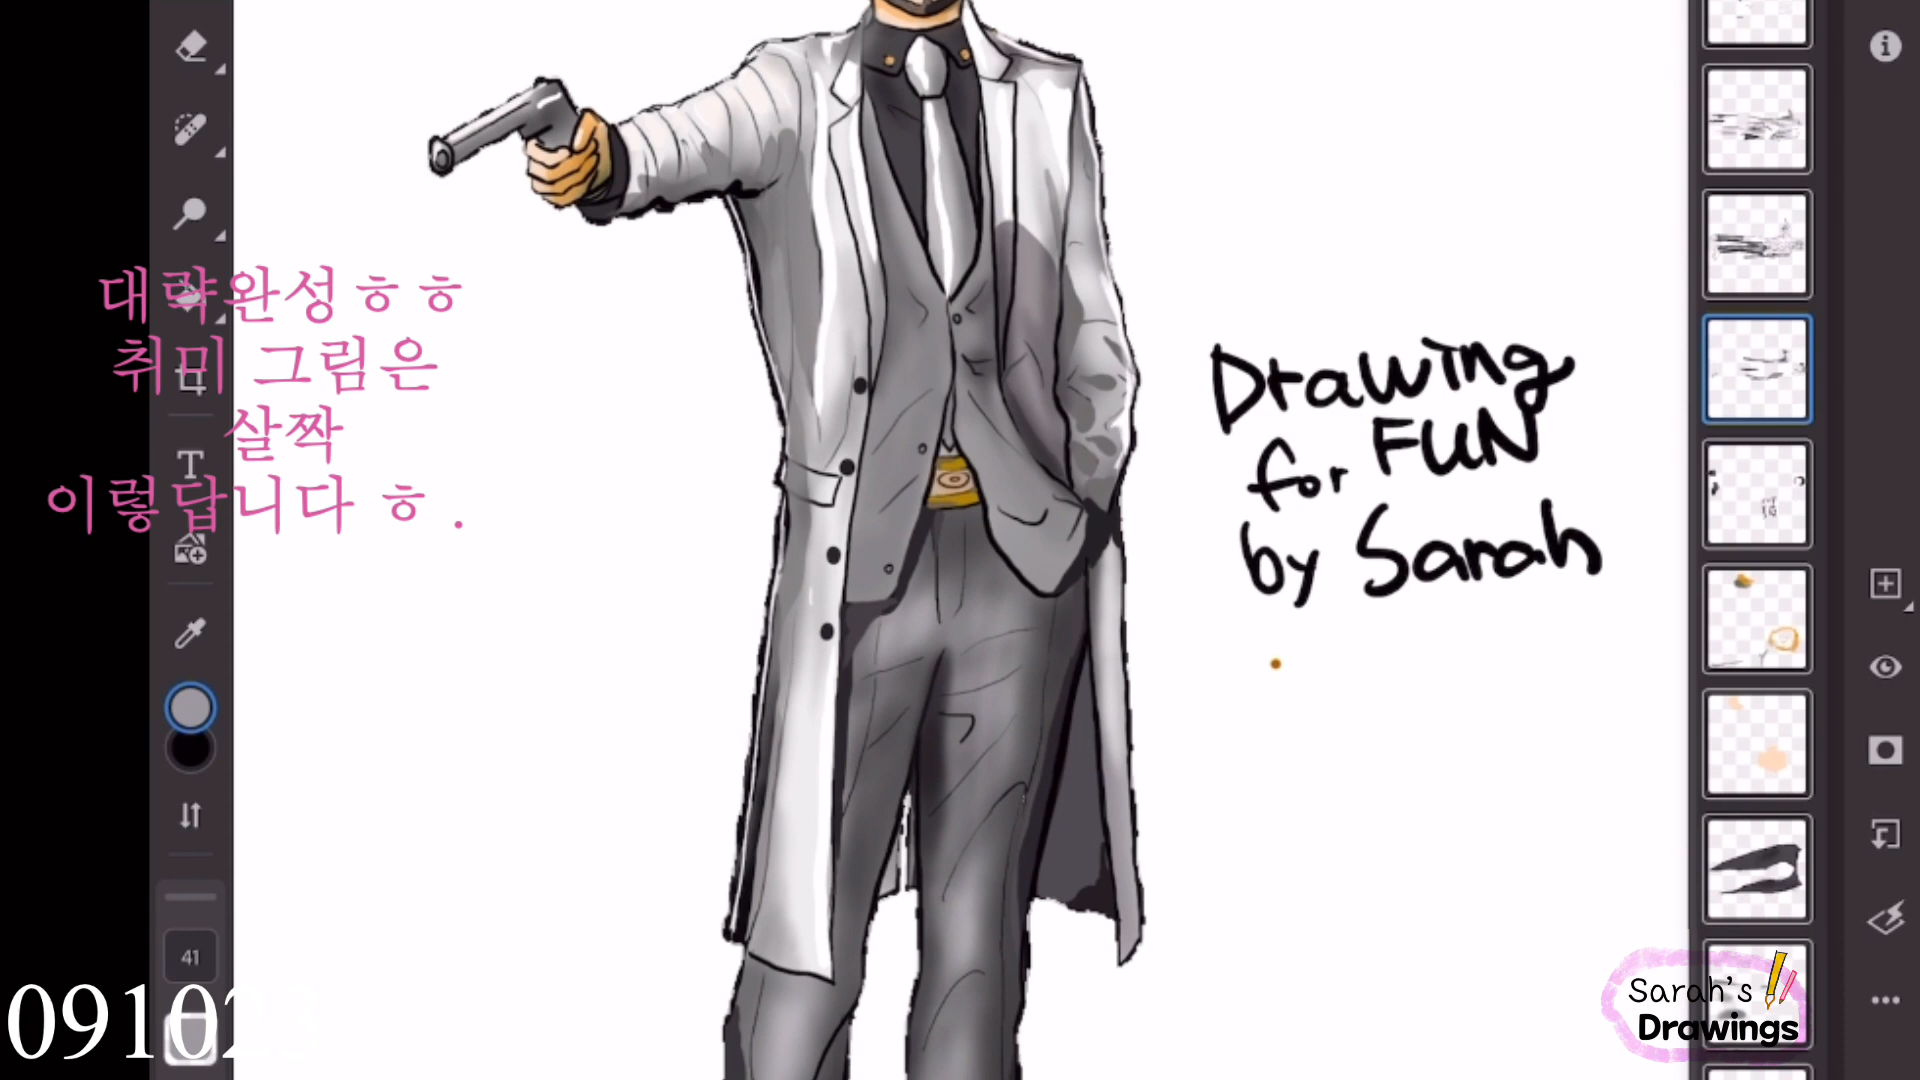 대략완성ㅎㅎ
취미 그림은
살짝
이렇답니다 ㅎ .
Drawing
for FUN
by Sarah
T
41
Sarah's
Drawings